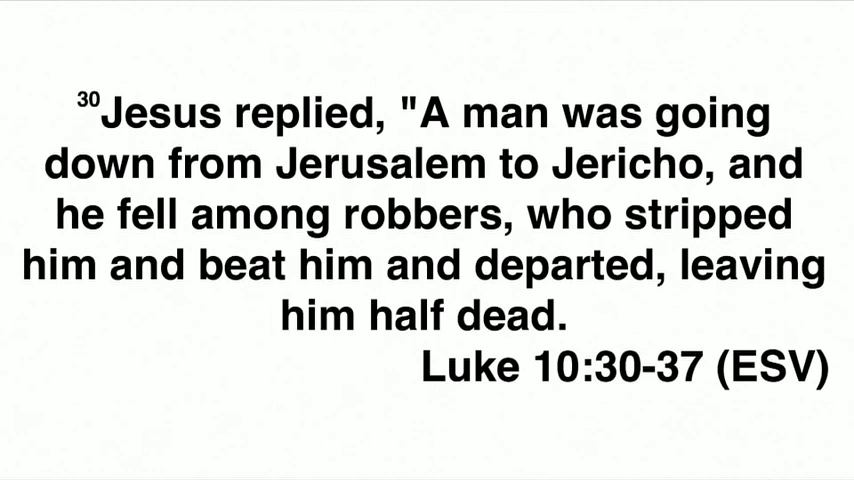 30Jesus replied, "A man was going
down from Jerusalem to Jericho, and
he fell among robbers, who stripped
him and beat him and departed, leaving
him half dead.
Luke 10:30-37 (ESV)